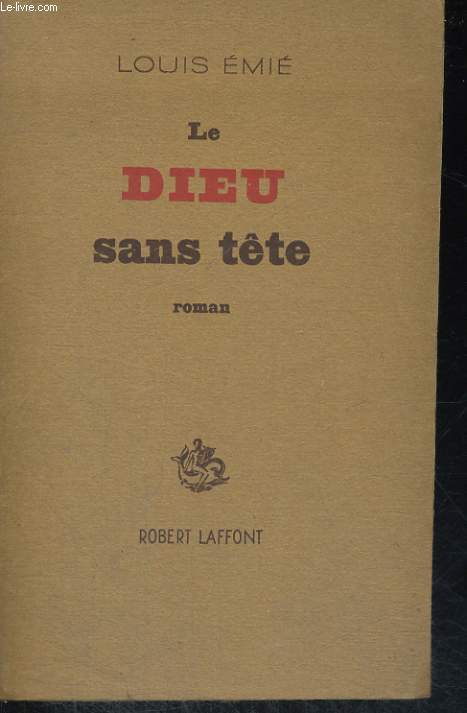 Le-livre.com
LOUIS ÉMIÉ
Le
DIEU
sans tête
roman
ROBERT LAFFONT